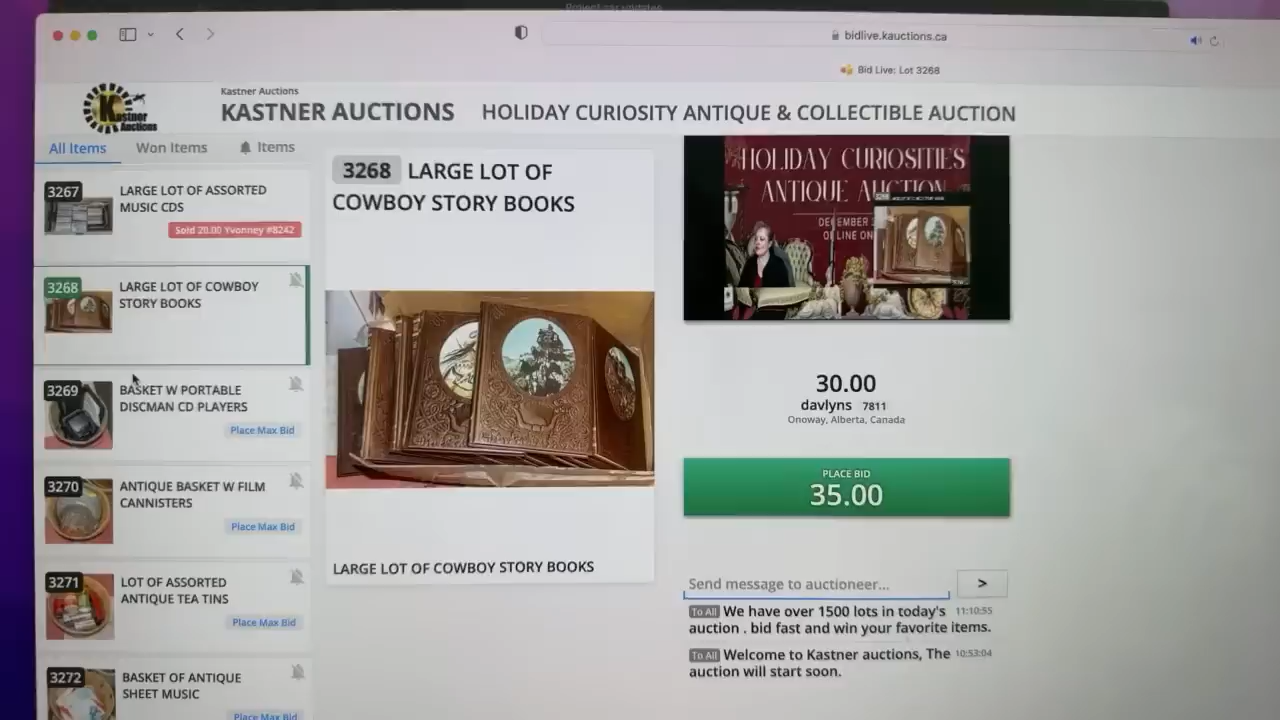 bidlive.kauctions.ca
Bid Live: Lot 3268
Kastner
Auctions
Kastner Auctions
KASTNER AUCTIONS
HOLIDAY CURIOSITY ANTIQUE & COLLECTIBLE AUCTION
All Items
Won Items
Items
3267
LARGE LOT OF ASSORTED
MUSIC CDS
Sold 20.00 Yvonney #8242
3268
LARGE LOT OF COWBOY
STORY BOOKS
3269
BASKET W PORTABLE
DISCMAN CD PLAYERS
Place Max Bid
3270
ANTIQUE BASKET W FILM
CANNISTERS
Place Max Bid
3271
LOT OF ASSORTED
ANTIQUE TEA TINS
Place Max Bid
3272
BASKET OF ANTIQUE
SHEET MUSIC
Place Max Bid
3268 LARGE LOT OF
COWBOY STORY BOOKS
LARGE LOT OF COWBOY STORY BOOKS
HOLIDAY CURIOSITIES
ANTIQUE AUCTION
DECEMBER
30.00
davlyns 7811
Onoway, Alberta, Canada
PLACE BID
35.00
Send message to auctioneer...
>
To All We have over 1500 lots in today's 11:10:55
auction . bid fast and win your favorite items.
To All Welcome to Kastner auctions, The 10:53:04
auction will start soon.